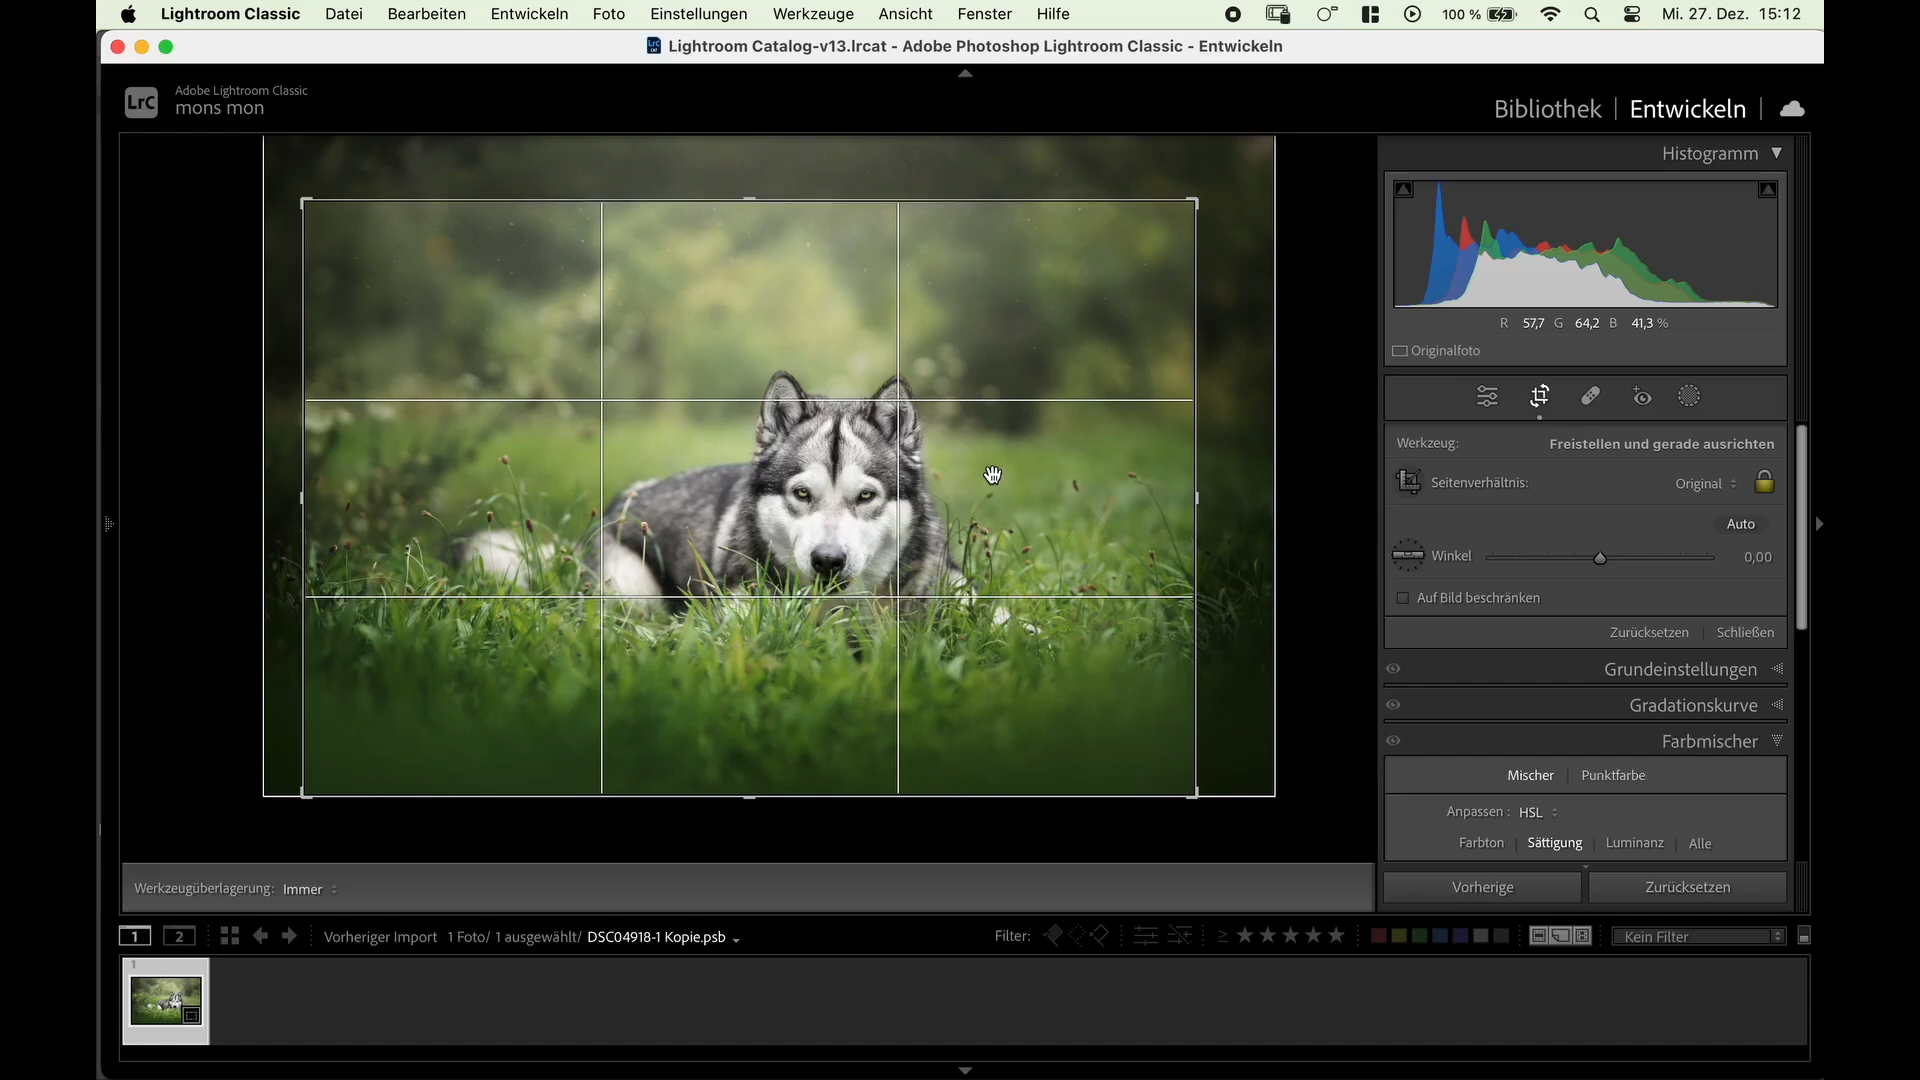 Lightroom Classic Datei Bearbeiten Entwickeln Foto Einstellungen Werkzeuge Ansicht Fenster Hilfe 100 % Mi. 27. Dez. 15:12
Lightroom Catalog-v13.lrcat - Adobe Photoshop Lightroom Classic - Entwickeln
LrC Adobe Lightroom Classic
mons mon
Bibliothek | Entwickeln |
Histogramm
R 57,7 G 64,2 B 41,3 %
Originalfoto
Werkzeug: Freistellen und gerade ausrichten
Seitenverhältnis: Original
Auto
Winkel 0,00
Auf Bild beschränken
Zurücksetzen Schließen
Grundeinstellungen
Gradationskurve
Farbmischer
Mischer Punktfarbe
Anpassen : HSL
Farbton Sättigung Luminanz Alle
Werkzeugüberlagerung: Immer
Vorherige Zurücksetzen
1 2 Vorheriger Import 1 Foto/ 1 ausgewählt/ DSC04918-1 Kopie.psb Filter: ≥ ★★★★★ Kein Filter
1